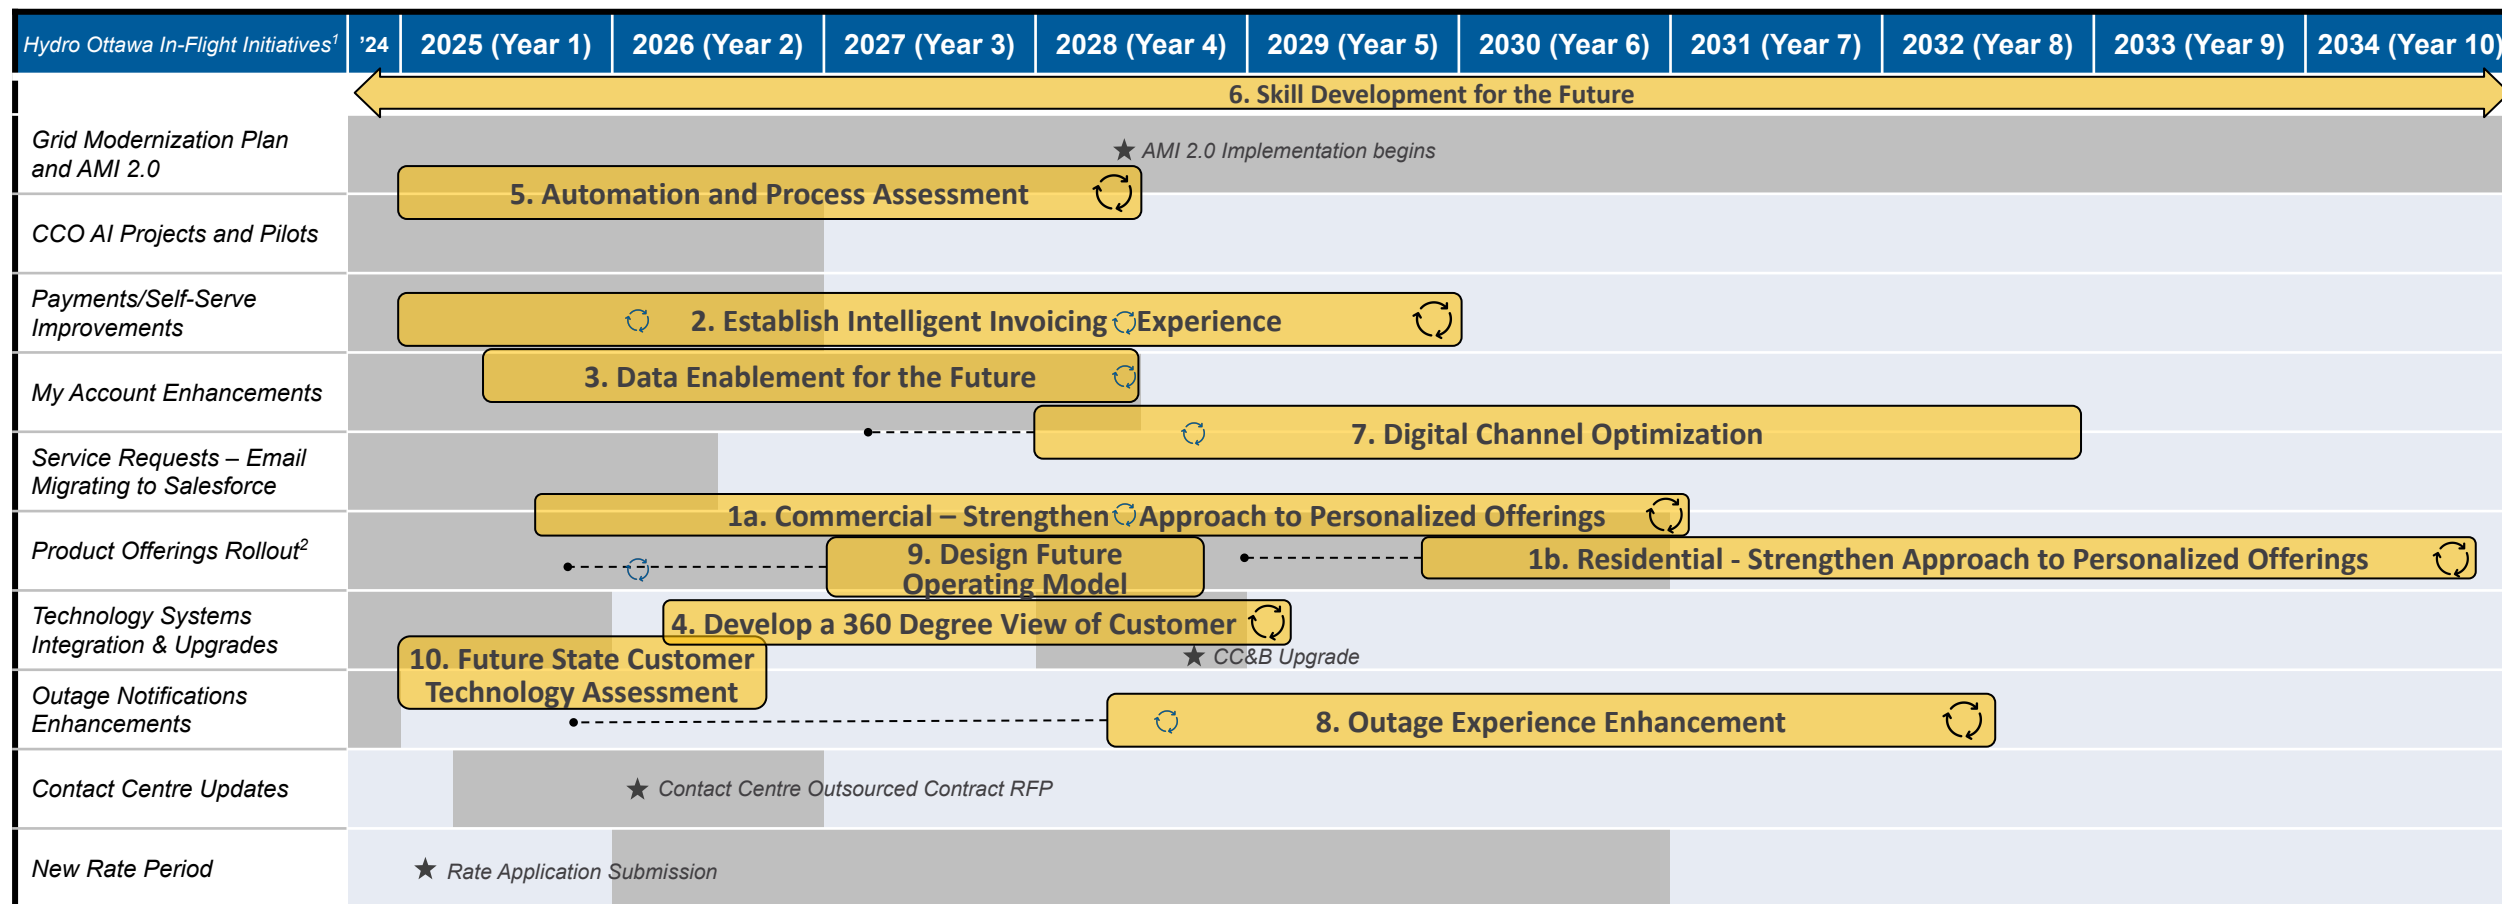 Hydro Ottawa In-Flight Initiatives1
’24
2025 (Year 1)
2026 (Year 2)
2027 (Year 3)
2028 (Year 4)
2029 (Year 5)
2030 (Year 6)
2031 (Year 7)
2032 (Year 8)
2033 (Year 9)
2034 (Year 10)
6. Skill Development for the Future
Grid Modernization Plan
and AMI 2.0
★ AMI 2.0 Implementation begins
5. Automation and Process Assessment
CCO AI Projects and Pilots
Payments/Self-Serve
Improvements
2. Establish Intelligent Invoicing Experience
My Account Enhancements
3. Data Enablement for the Future
7. Digital Channel Optimization
Service Requests – Email
Migrating to Salesforce
1a. Commercial – Strengthen Approach to Personalized Offerings
Product Offerings Rollout2
9. Design Future
Operating Model
1b. Residential - Strengthen Approach to Personalized Offerings
Technology Systems
Integration & Upgrades
4. Develop a 360 Degree View of Customer
★ CC&B Upgrade
10. Future State Customer
Technology Assessment
Outage Notifications
Enhancements
8. Outage Experience Enhancement
Contact Centre Updates
★ Contact Centre Outsourced Contract RFP
New Rate Period
★ Rate Application Submission